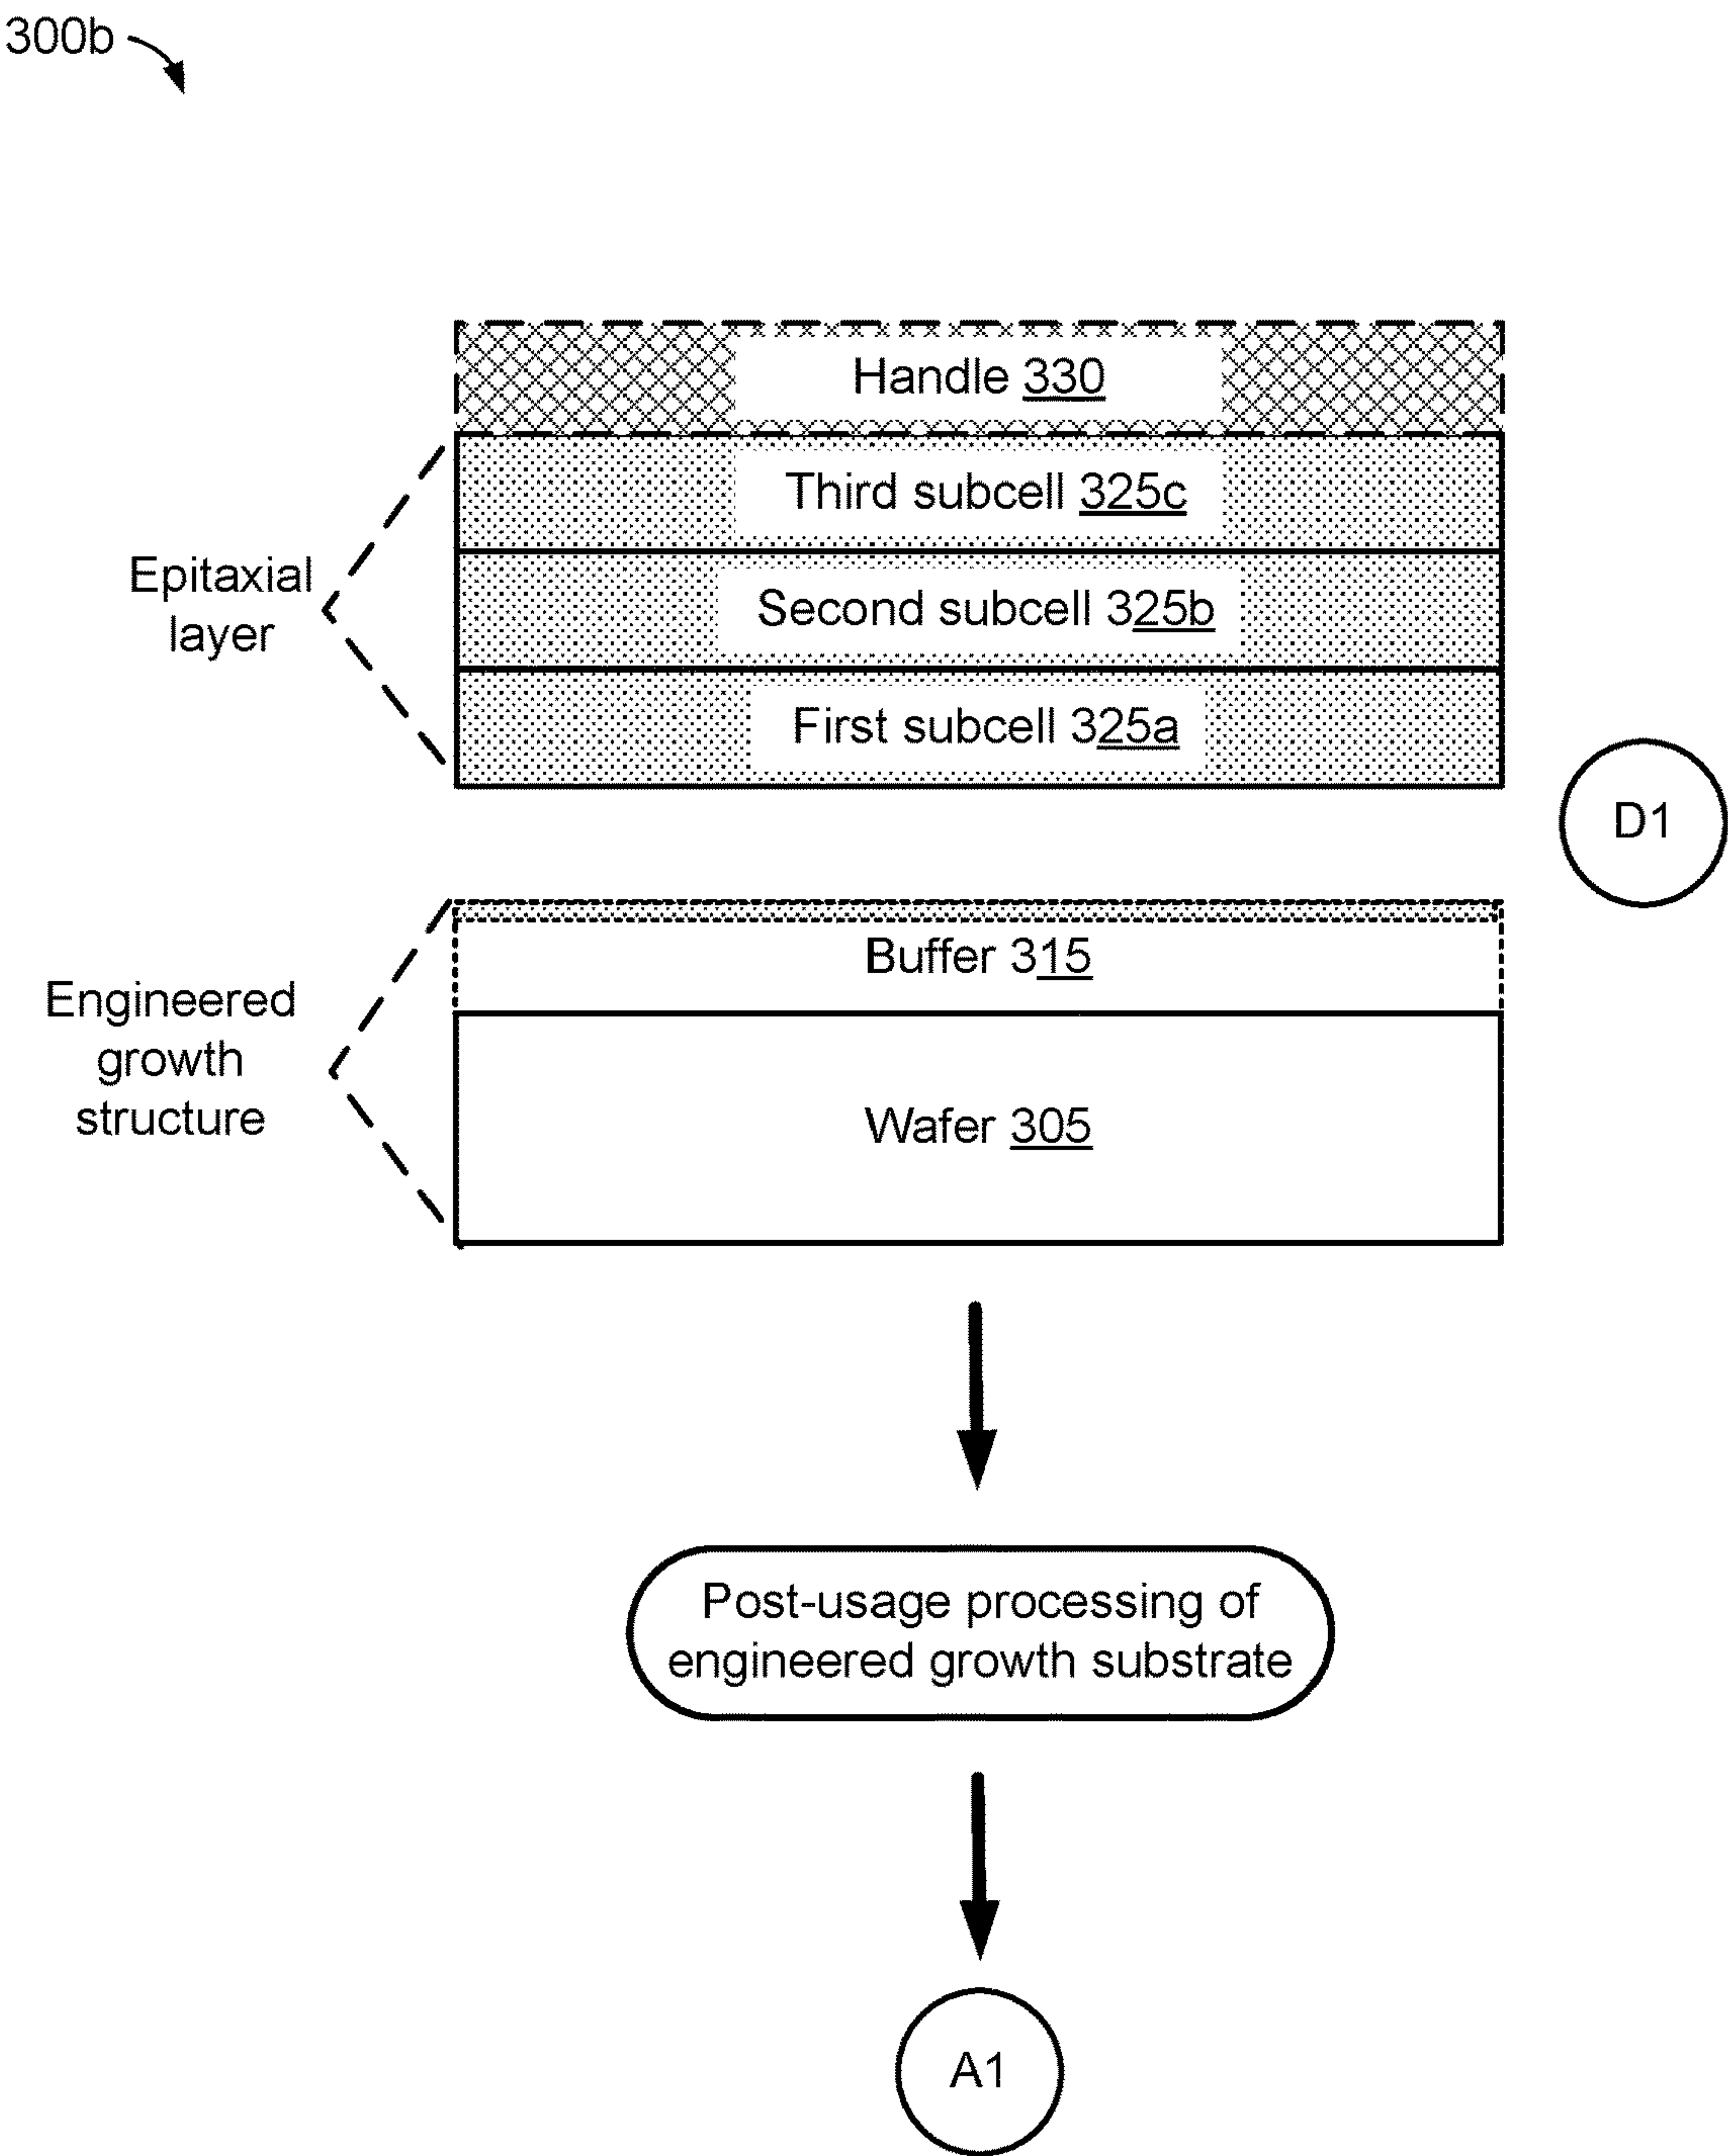 300b
Handle 330
Third subcell 325c
Epitaxial
layer
Second subcell 325b
First subcell 325a
D1
Buffer 315
Engineered
growth
structure
Wafer 305
Post-usage processing of
engineered growth substrate
A1